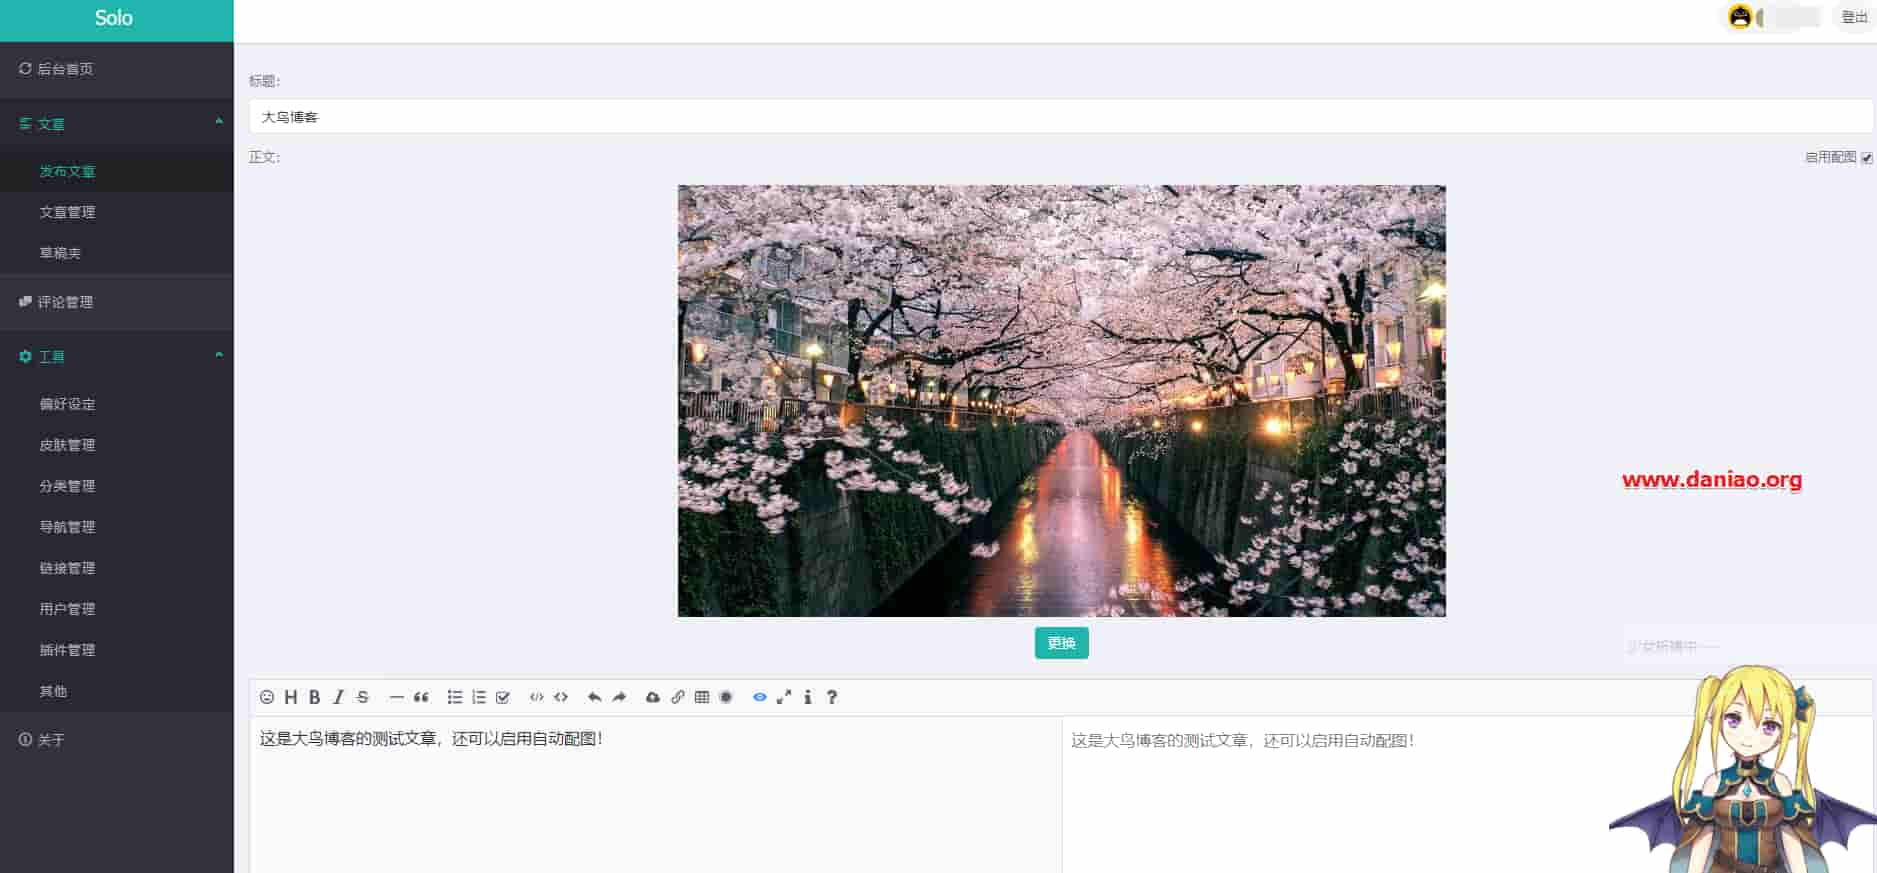 Solo
登出
后台首页
文章
发布文章
文章管理
草稿夹
评论管理
工具
偏好设定
皮肤管理
分类管理
导航管理
链接管理
用户管理
插件管理
其他
关于
标题：
大鸟博客
正文：
启用配图
www.daniao.org
更换
这是大鸟博客的测试文章，还可以启用自动配图！
这是大鸟博客的测试文章，还可以启用自动配图！